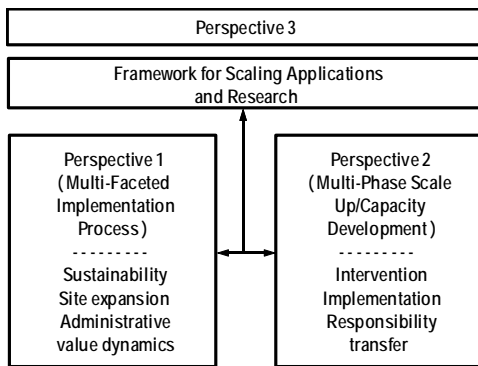 Perspective 3
Framework for Scaling Applications
and Research
Perspective 1
(Multi-Faceted
Implementation
Process)
---------
Sustainability
Site expansion
Administrative
value dynamics
Perspective 2
(Multi-Phase Scale
Up/Capacity
Development)
---------
Intervention
Implementation
Responsibility
transfer